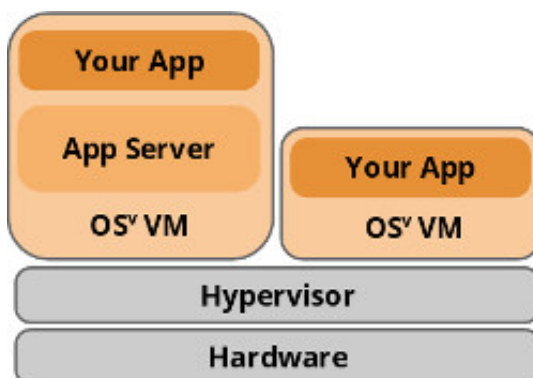 Your App
App Server
OSᵛ VM
Your App
OSᵛ VM
Hypervisor
Hardware